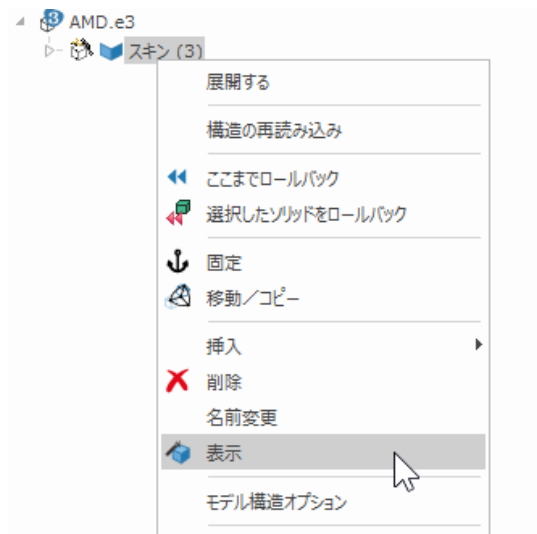 AMD.e3
スキン (3)
展開する
構造の再読み込み
ここまでロールバック
選択したソリッドをロールバック
固定
移動／コピー
挿入
削除
名前変更
表示
モデル構造オプション